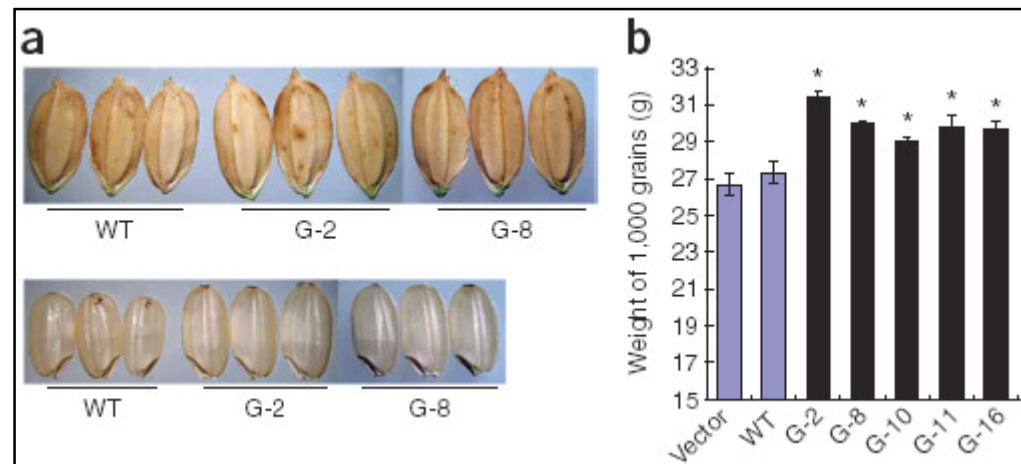 a
WT G-2 G-8
WT G-2 G-8
b
Weight of 1,000 grains (g)
33
31
29
27
25
23
21
19
17
15
* * * * *
Vector WT G-2 G-8 G-10 G-11 G-16